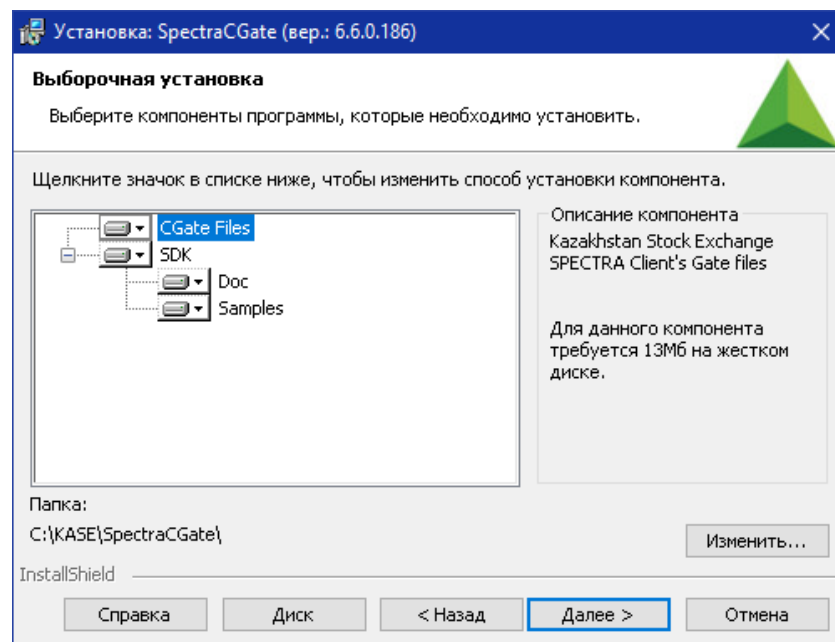 Установка: SpectraCGate (вер.: 6.6.0.186)
Выборочная установка
Выберите компоненты программы, которые необходимо установить.
Щелкните значок в списке ниже, чтобы изменить способ установки компонента.
CGate Files
SDK
Doc
Samples
Описание компонента
Kazakhstan Stock Exchange
SPECTRA Client's Gate files
Для данного компонента
требуется 13Мб на жестком
диске.
Папка:
C:\KASE\SpectraCGate\
Изменить...
InstallShield
Справка
Диск
< Назад
Далее >
Отмена